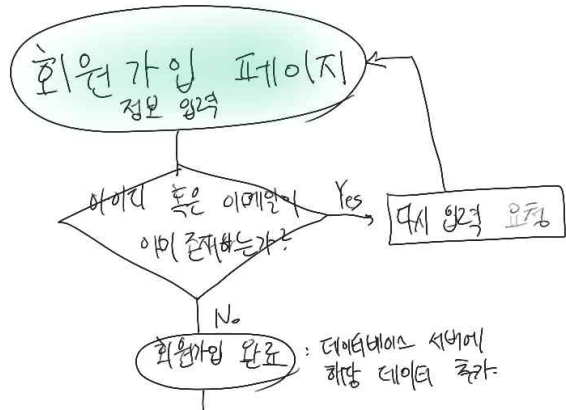 회원가입 페이지
정보 입력
아이디 혹은 이메일이
이미 존재하는가?
Yes
다시 입력 요청
No
회원가입 완료
: 데이터베이스 서버에
해당 데이터 추가